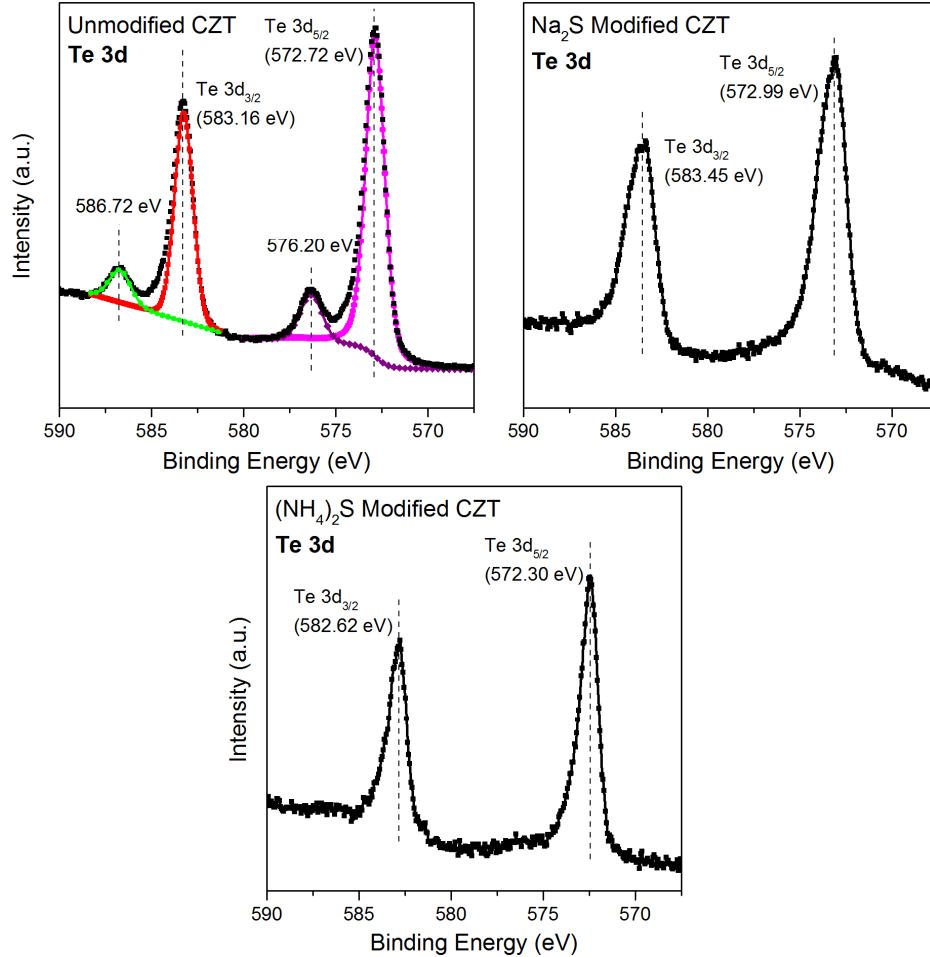 Unmodified CZT
Te 3d
Te 3d5/2
(572.72 eV)
Te 3d3/2
(583.16 eV)
586.72 eV
576.20 eV
Intensity (a.u.)
590 585 580 575 570
Binding Energy (eV)
Na2S Modified CZT
Te 3d
Te 3d5/2
(572.99 eV)
Te 3d3/2
(583.45 eV)
590 585 580 575 570
Binding Energy (eV)
(NH4)2S Modified CZT
Te 3d
Te 3d5/2
(572.30 eV)
Te 3d3/2
(582.62 eV)
Intensity (a.u.)
590 585 580 575 570
Binding Energy (eV)